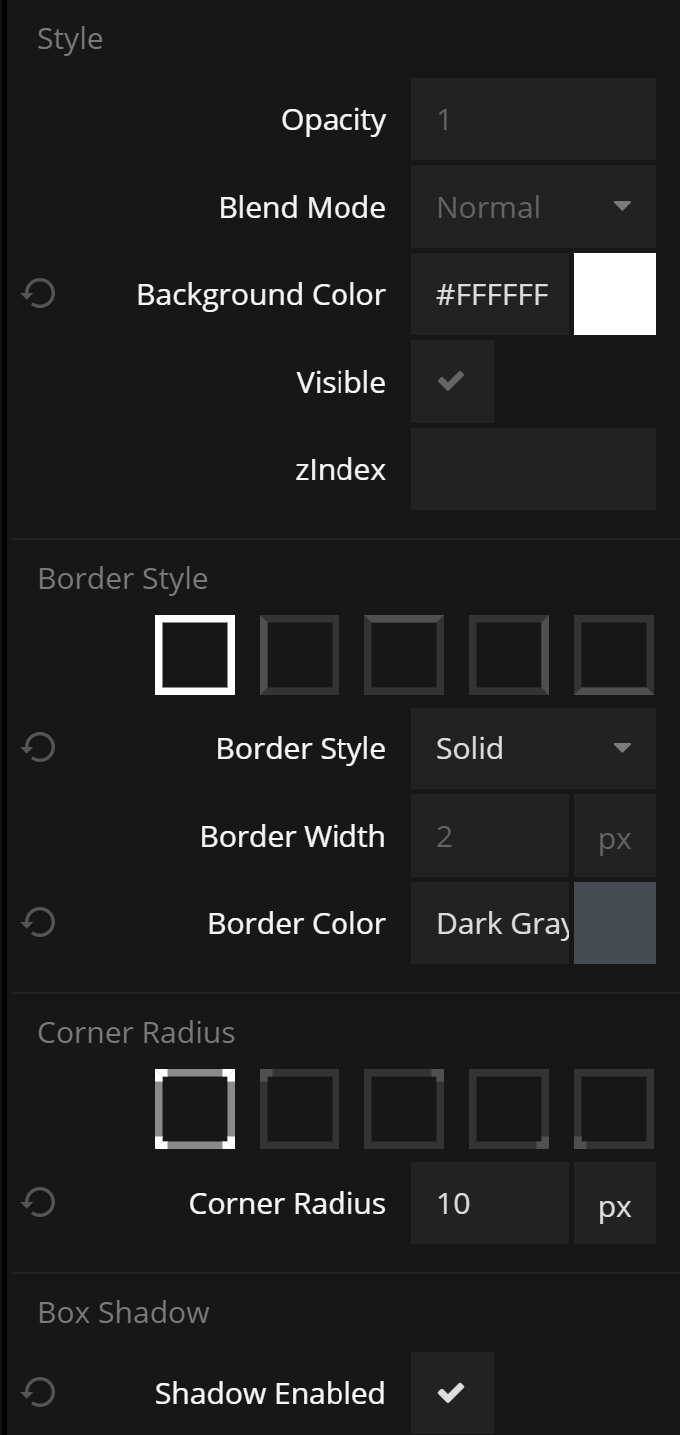 Style
Opacity 1
Blend Mode Normal
Background Color #FFFFFF
Visible
zIndex
Border Style
Border Style Solid
Border Width 2 px
Border Color Dark Gray
Corner Radius
Corner Radius 10 px
Box Shadow
Shadow Enabled